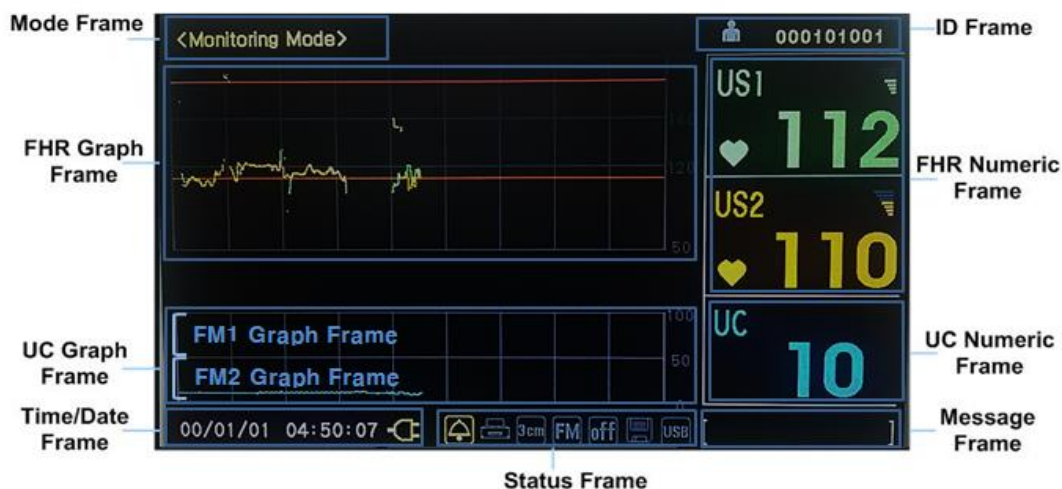 Mode Frame
<Monitoring Mode>
000101001
ID Frame
FHR Graph
Frame
160
120
50
US1
112
US2
110
FHR Numeric
Frame
UC Graph
Frame
FM1 Graph Frame
FM2 Graph Frame
100
50
0
UC
10
UC Numeric
Frame
Time/Date
Frame
00/01/01 04:50:07
3cm FM off USB
[ ]
Message
Frame
Status Frame